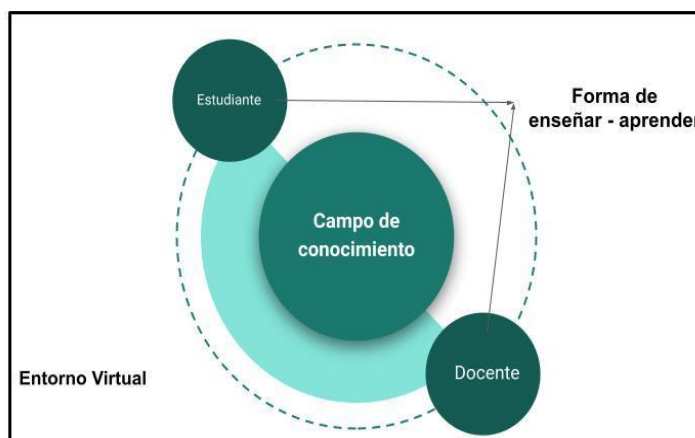 Estudiante
Forma de
enseñar - aprender
Campo de
conocimiento
Entorno Virtual
Docente